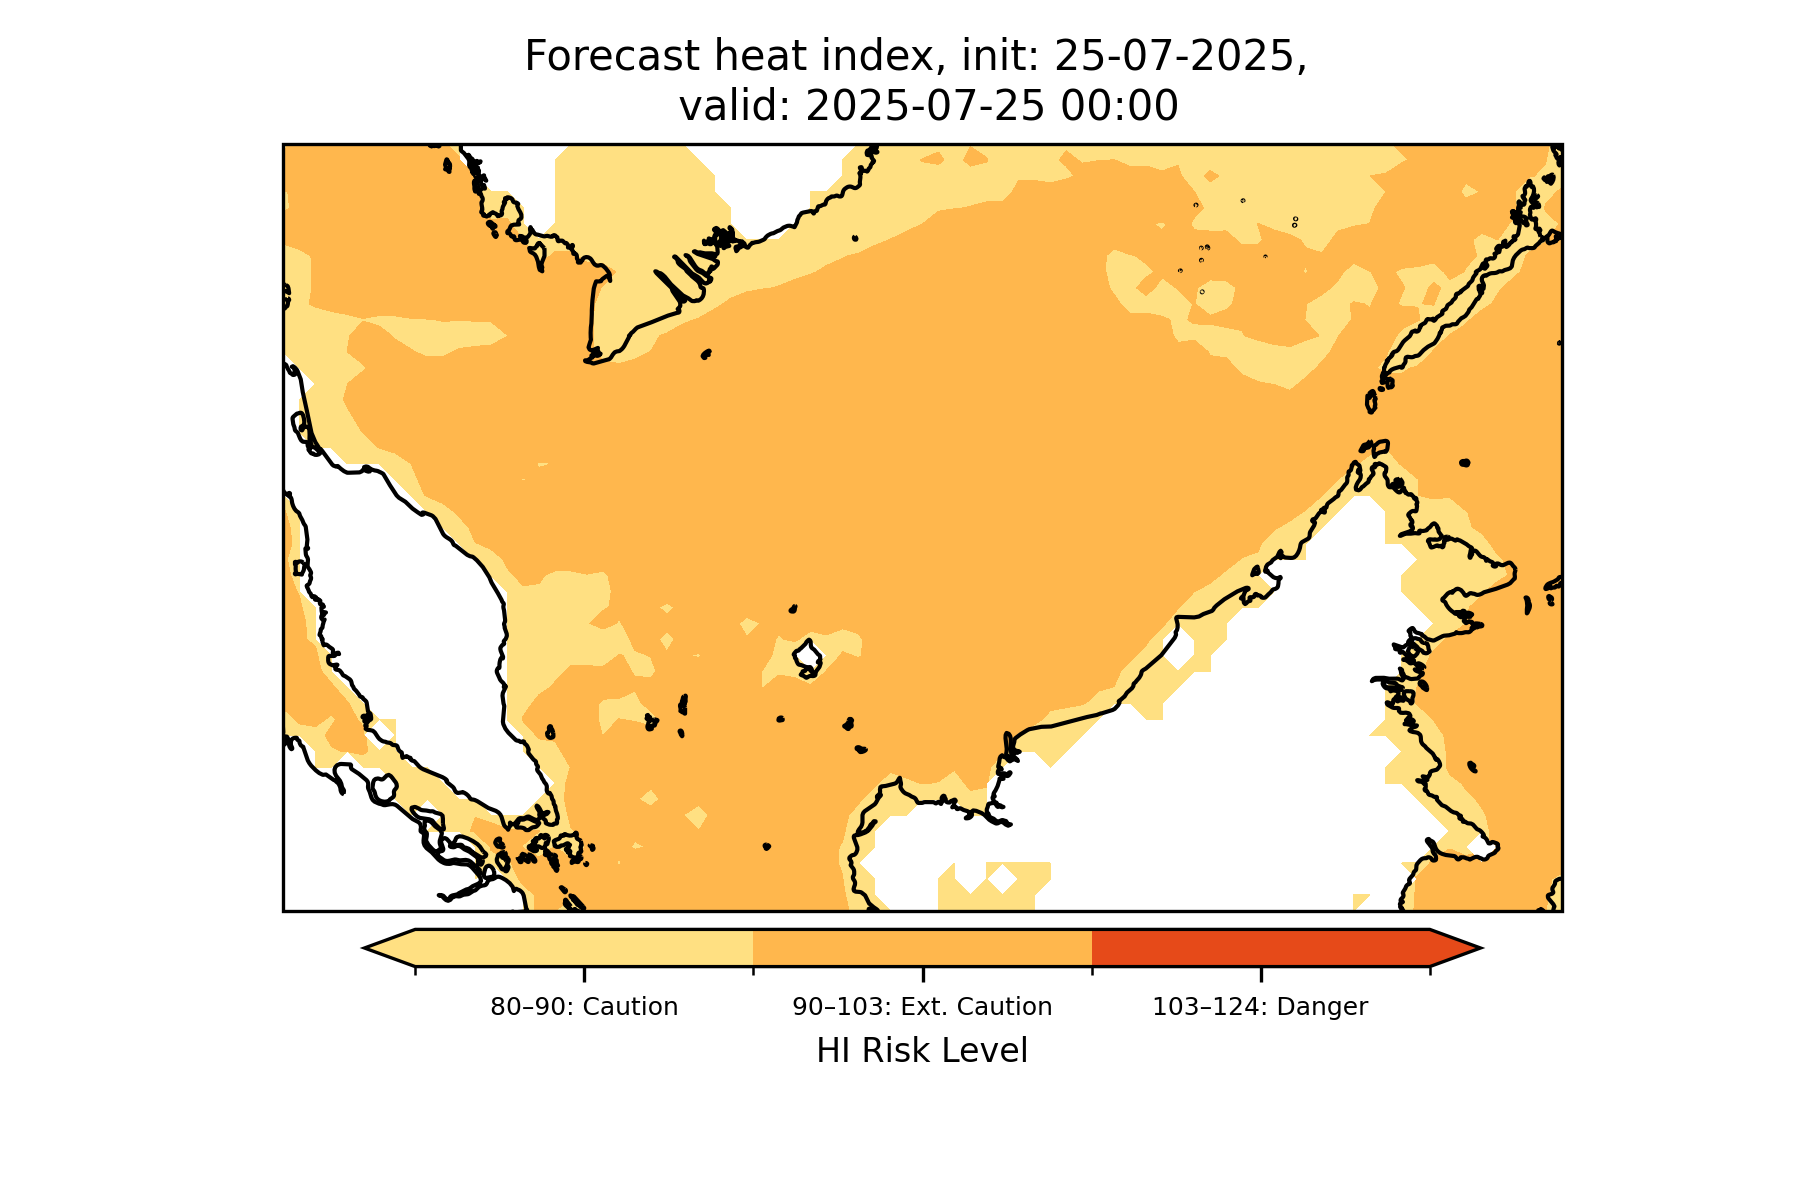 Forecast heat index, init: 25-07-2025,
valid: 2025-07-25 00:00
80–90: Caution
90–103: Ext. Caution
103–124: Danger
HI Risk Level